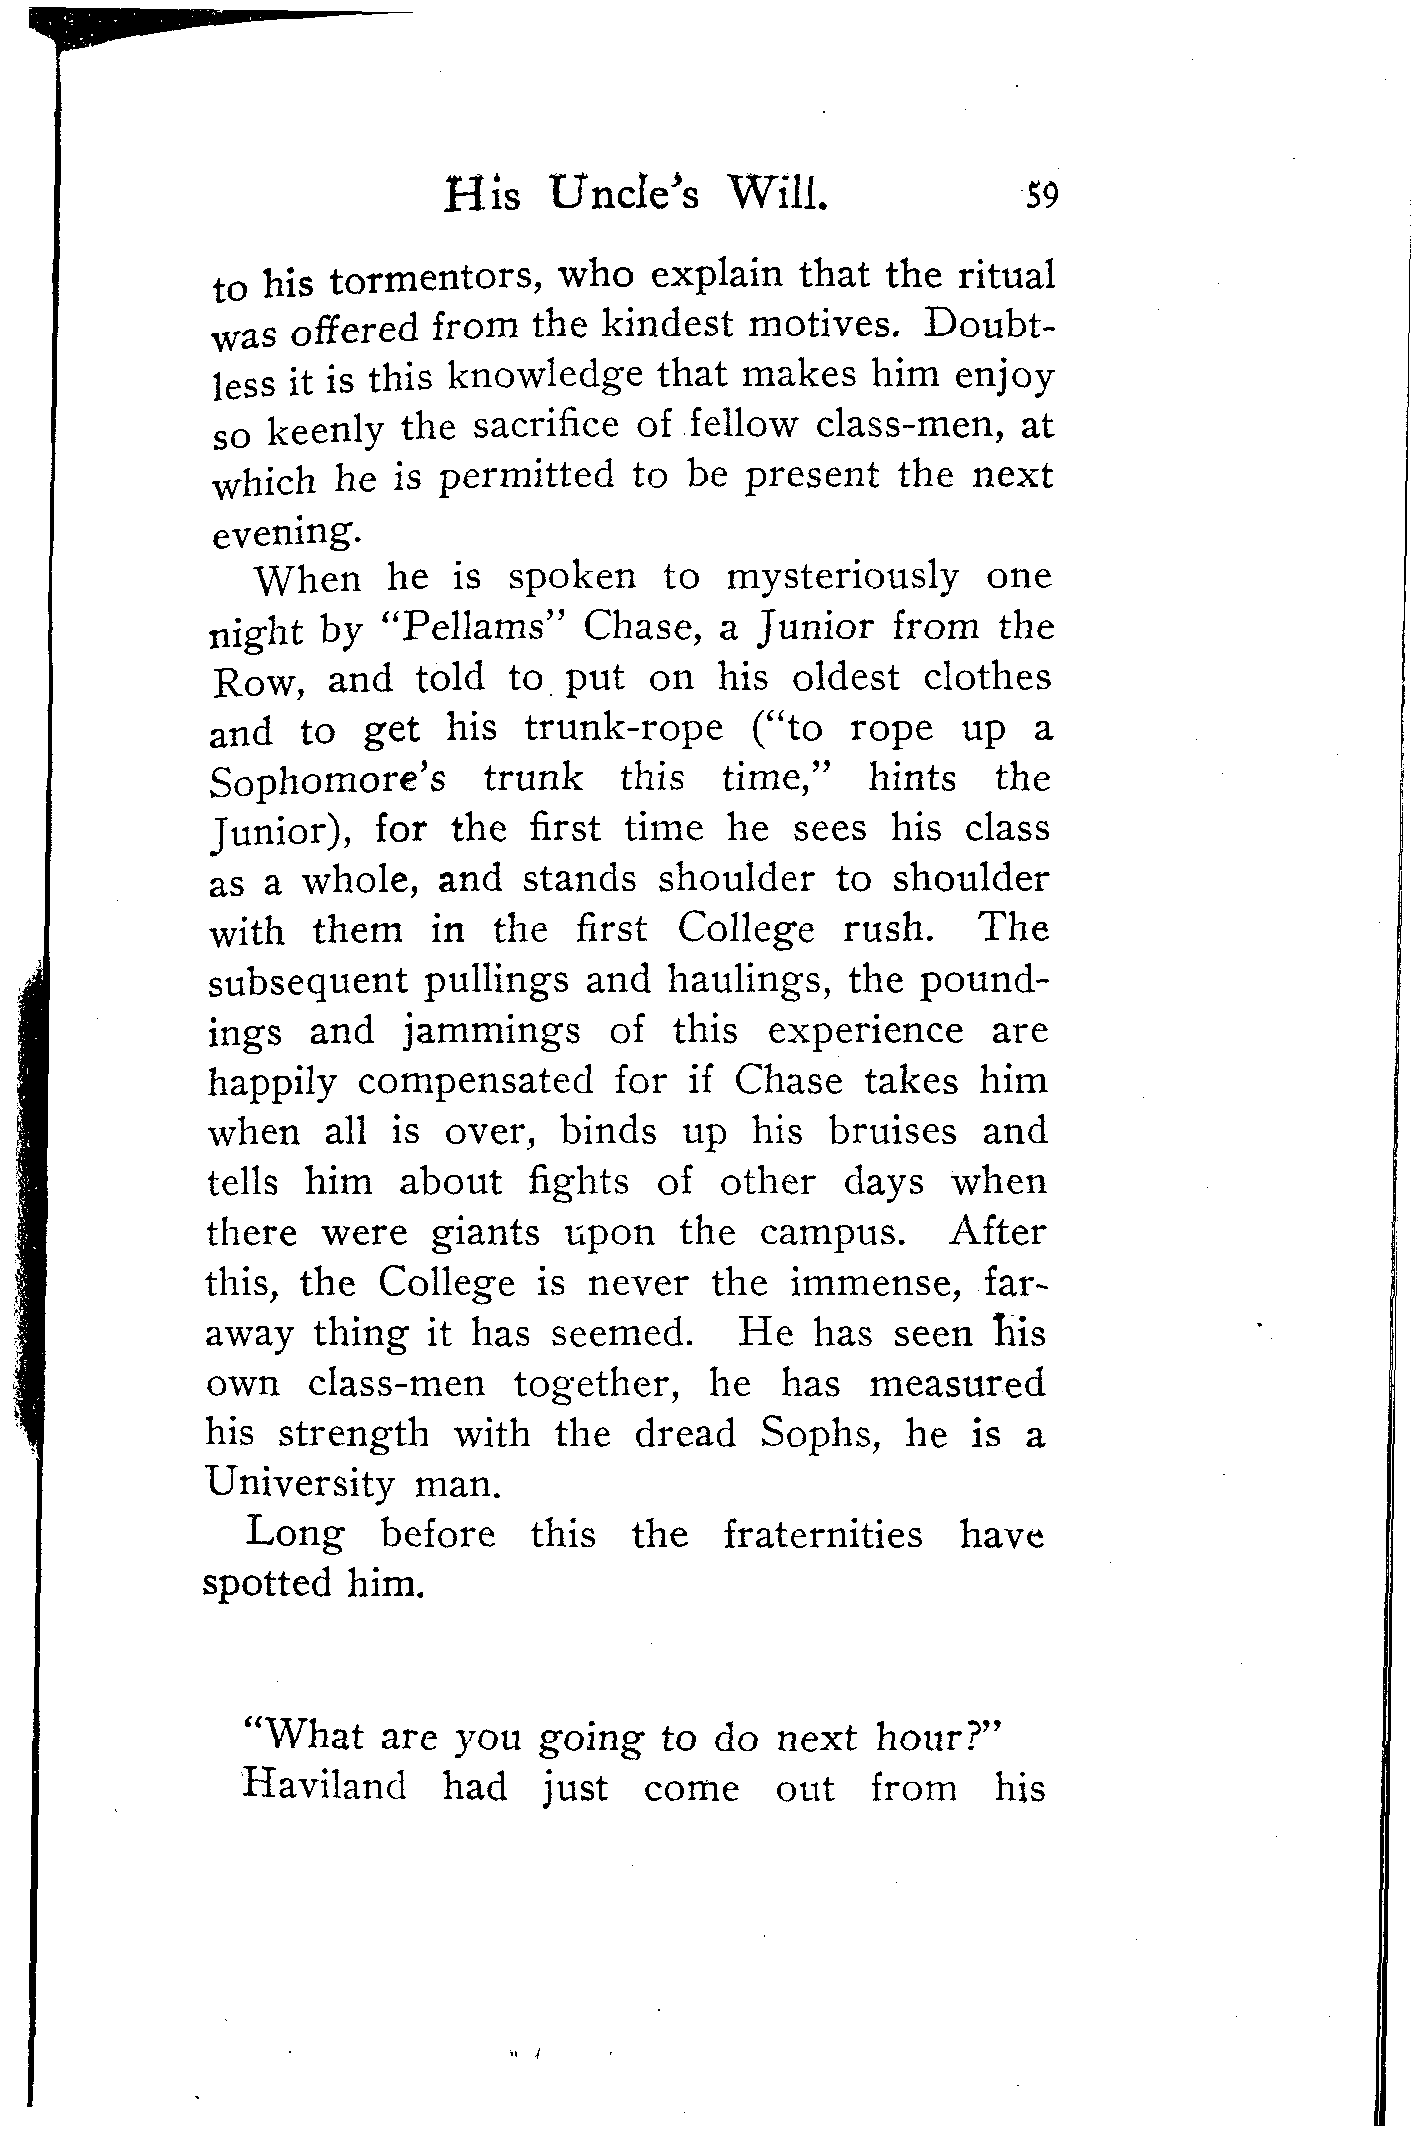 His Uncle's Will. 59
to his tormentors, who explain that the ritual
was offered from the kindest motives. Doubt-
less it is this knowledge that makes him enjoy
so keenly the sacrifice of fellow class-men, at
which he is permitted to be present the next
evening.
When he is spoken to mysteriously one
night by "Pellams" Chase, a Junior from the
Row, and told to put on his oldest clothes
and to get his trunk-rope ("to rope up a
Sophomore's trunk this time," hints the
Junior), for the first time he sees his class
as a whole, and stands shoulder to shoulder
with them in the first College rush. The
subsequent pullings and haulings, the pound-
ings and jammings of this experience are
happily compensated for if Chase takes him
when all is over, binds up his bruises and
tells him about fights of other days when
there were giants upon the campus. After
this, the College is never the immense, far-
away thing it has seemed. He has seen his
own class-men together, he has measured
his strength with the dread Sophs, he is a
University man.
Long before this the fraternities have
spotted him.
"What are you going to do next hour?"
Haviland had just come out from his